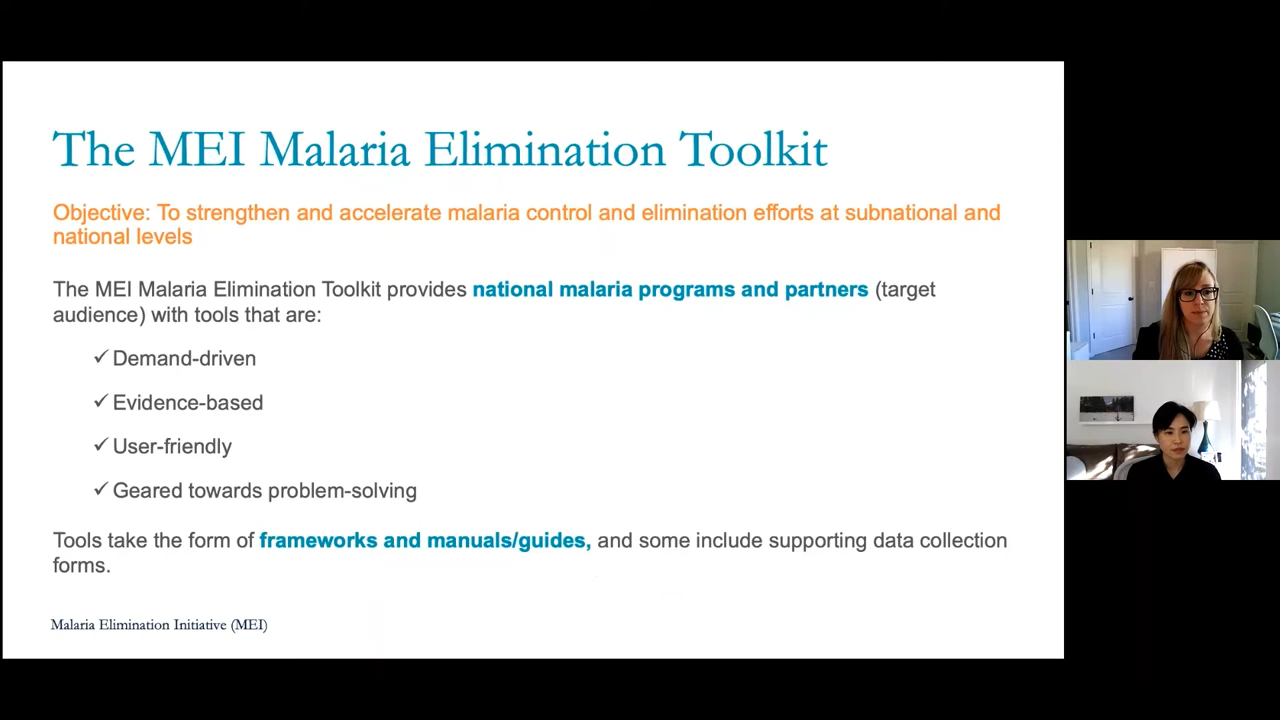 The MEI Malaria Elimination Toolkit
Objective: To strengthen and accelerate malaria control and elimination efforts at subnational and
national levels
The MEI Malaria Elimination Toolkit provides national malaria programs and partners (target
audience) with tools that are:
✓ Demand-driven
✓ Evidence-based
✓ User-friendly
✓ Geared towards problem-solving
Tools take the form of frameworks and manuals/guides, and some include supporting data collection
forms.
Malaria Elimination Initiative (MEI)